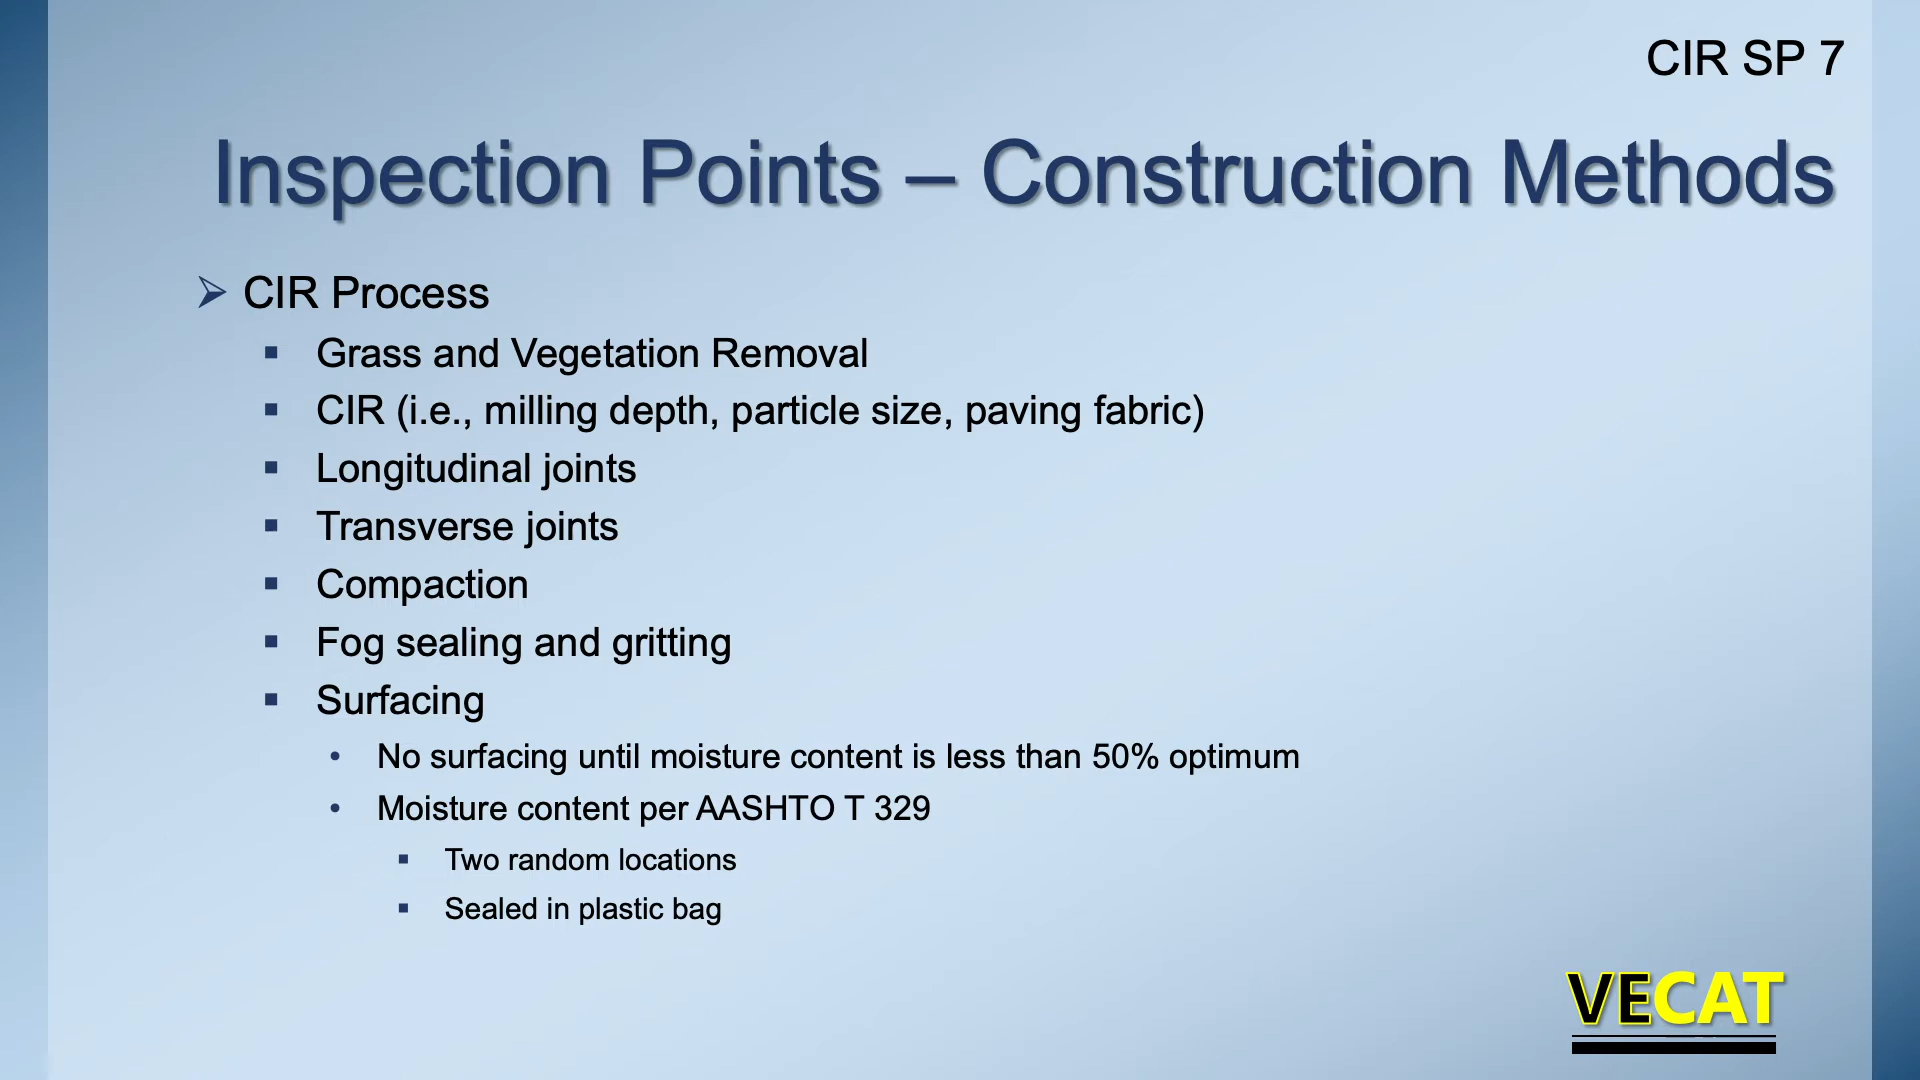 CIR SP 7
Inspection Points – Construction Methods
CIR Process
Grass and Vegetation Removal
CIR (i.e., milling depth, particle size, paving fabric)
Longitudinal joints
Transverse joints
Compaction
Fog sealing and gritting
Surfacing
No surfacing until moisture content is less than 50% optimum
Moisture content per AASHTO T 329
Two random locations
Sealed in plastic bag
VECAT